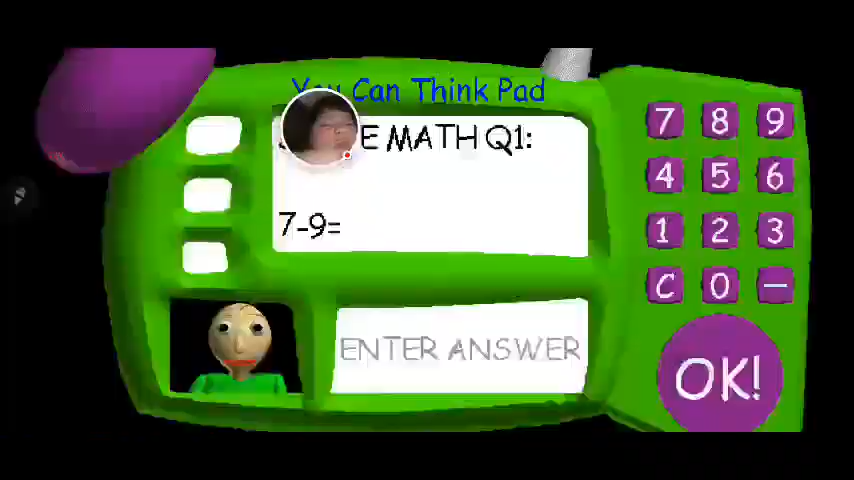 You Can Think Pad
E MATH Q1:
7-9=
ENTER ANSWER
7 8 9
4 5 6
1 2 3
C 0 —
OK!